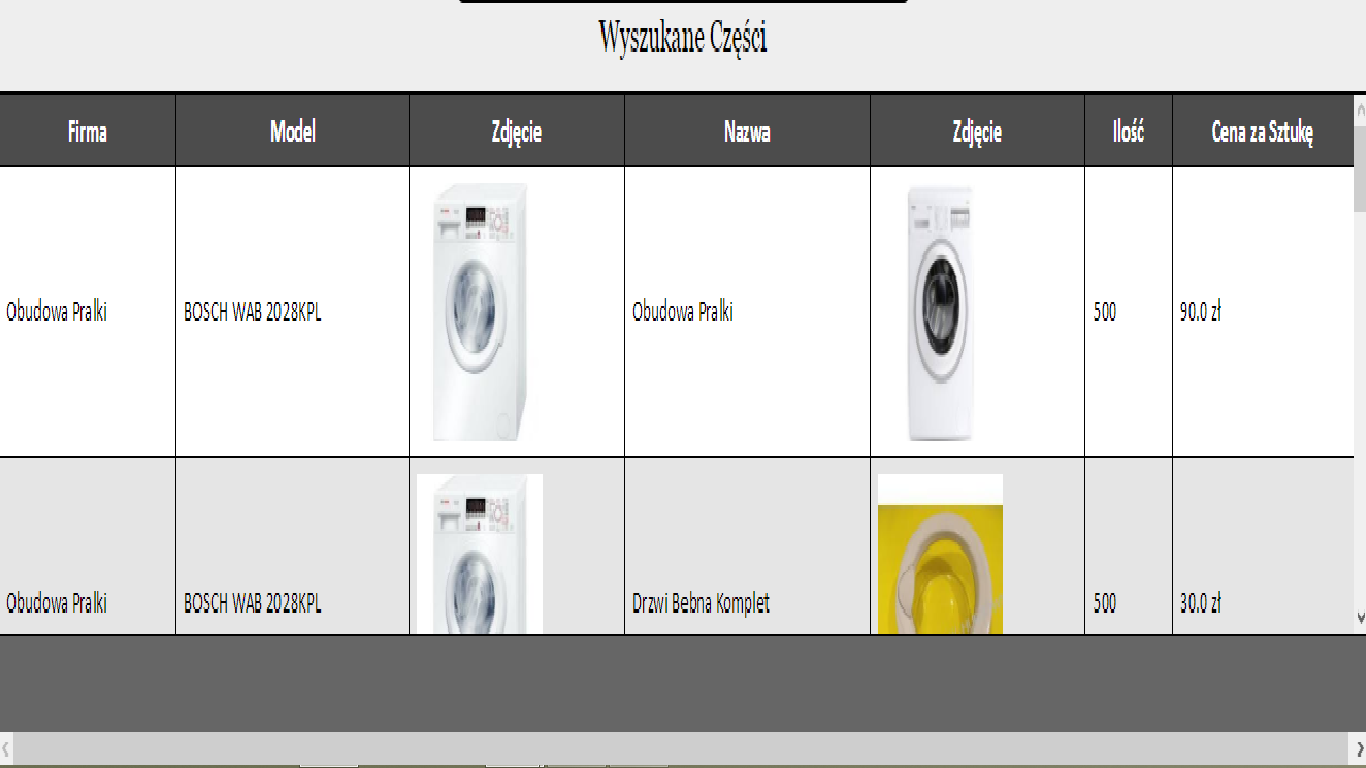 Wyszukane Części
Firma Model Zdjęcie Nazwa Zdjęcie Ilość Cena za Sztukę
Obudowa Pralki BOSCH WAB 2028KPL Obudowa Pralki 500 90.0 zł
Obudowa Pralki BOSCH WAB 2028KPL Drzwi Bebna Komplet 500 30.0 zł